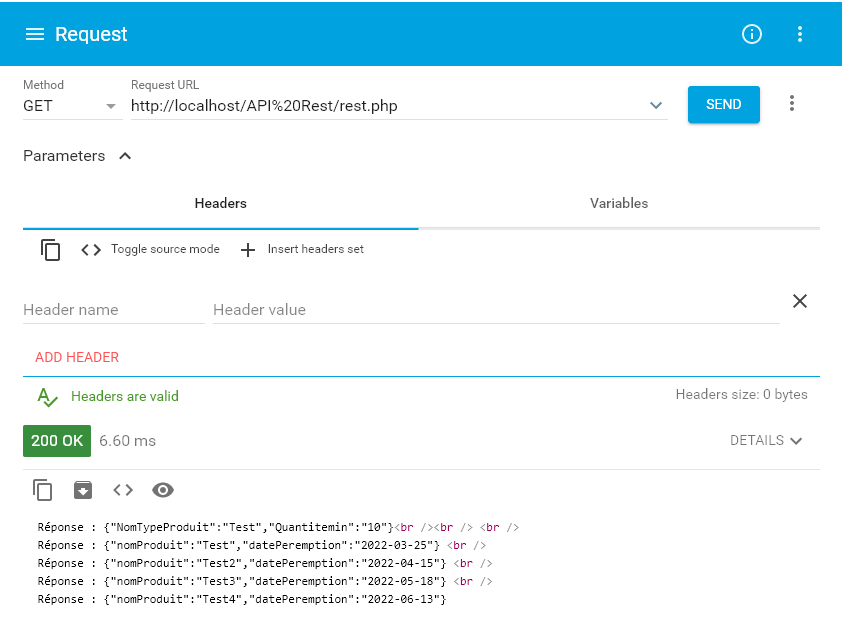 Request
Method
Request URL
GET
http://localhost/API%20Rest/rest.php
SEND
Parameters
Headers
Variables
Toggle source mode
Insert headers set
Header name
Header value
ADD HEADER
Headers are valid
Headers size: 0 bytes
200 OK
6.60 ms
DETAILS
Réponse : {"NomTypeProduit":"Test","Quantitemin":"10"}<br /><br /> <br />
Réponse : {"nomProduit":"Test","datePeremption":"2022-03-25"} <br />
Réponse : {"nomProduit":"Test2","datePeremption":"2022-04-15"} <br />
Réponse : {"nomProduit":"Test3","datePeremption":"2022-05-18"} <br />
Réponse : {"nomProduit":"Test4","datePeremption":"2022-06-13"}